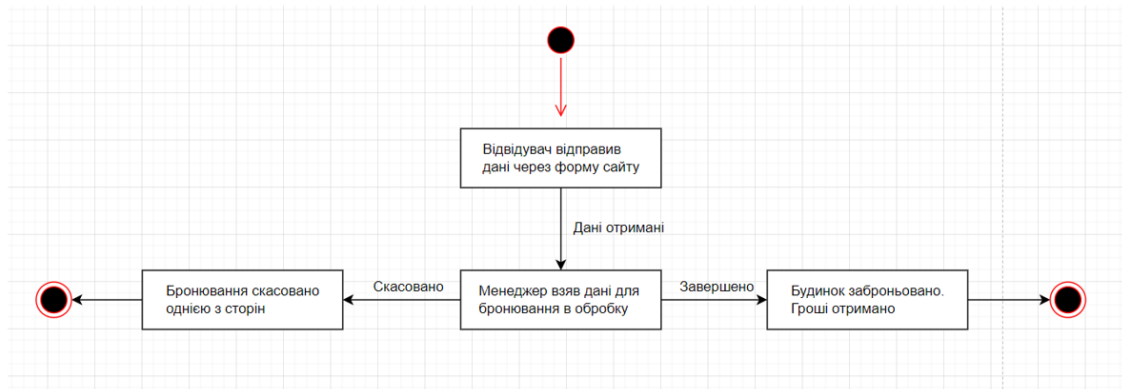 Відвідувач відправив
дані через форму сайту
Дані отримані
Бронювання скасовано
однією з сторін
Скасовано
Менеджер взяв дані для
бронювання в обробку
Завершено
Будинок заброньовано.
Гроші отримано